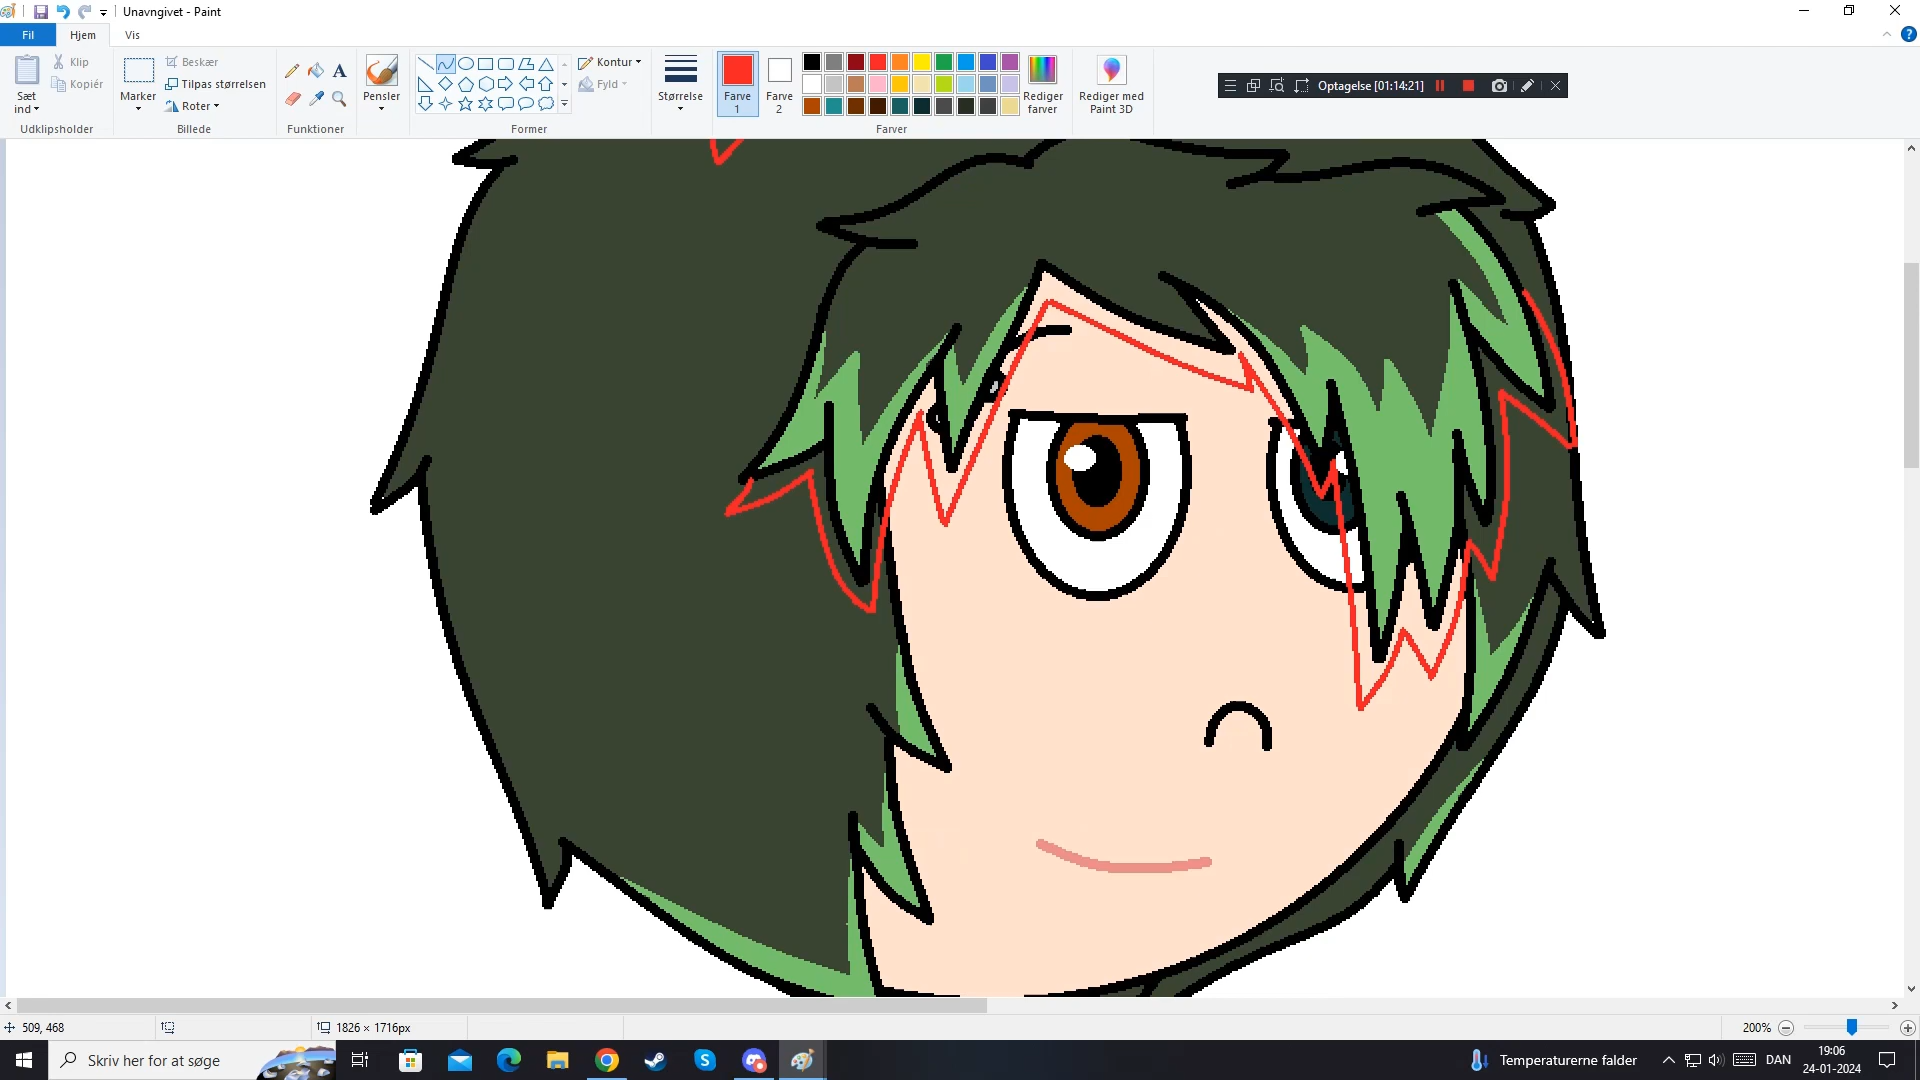 Unavngivet - Paint
Fil
Hjem
Vis
Sæt
ind
Klip
Kopiér
Udklipsholder
Marker
Beskær
Tilpas størrelsen
Roter
Billede
A
Funktioner
Pensler
Kontur
Fyld
Former
Størrelse
Farve
1
Farve
2
Rediger
farver
Farver
Rediger med
Paint 3D
Optagelse [01:14:21]
509, 468
1826 × 1716px
200%
Skriv her for at søge
Temperaturerne falder
DAN
19:06
24-01-2024